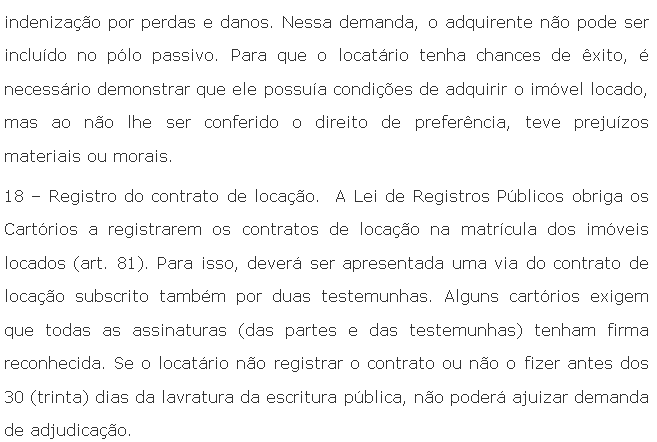 indenização por perdas e danos. Nessa demanda, o adquirente não pode ser
incluído no pólo passivo. Para que o locatário tenha chances de êxito, é
necessário demonstrar que ele possuía condições de adquirir o imóvel locado,
mas ao não lhe ser conferido o direito de preferência, teve prejuízos
materiais ou morais.
18 – Registro do contrato de locação.  A Lei de Registros Públicos obriga os
Cartórios a registrarem os contratos de locação na matrícula dos imóveis
locados (art. 81). Para isso, deverá ser apresentada uma via do contrato de
locação subscrito também por duas testemunhas. Alguns cartórios exigem
que todas as assinaturas (das partes e das testemunhas) tenham firma
reconhecida. Se o locatário não registrar o contrato ou não o fizer antes dos
30 (trinta) dias da lavratura da escritura pública, não poderá ajuizar demanda
de adjudicação.